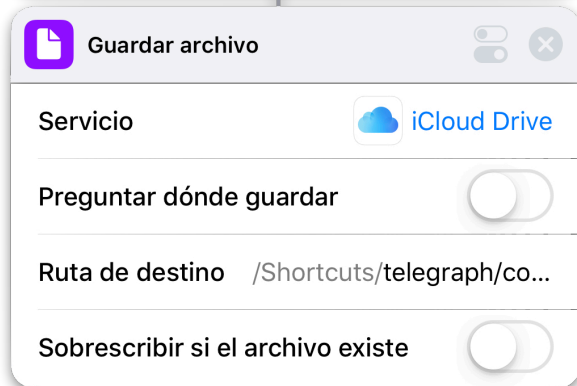 Guardar archivo
Servicio iCloud Drive
Preguntar dónde guardar
Ruta de destino /Shortcuts/telegraph/co...
Sobrescribir si el archivo existe